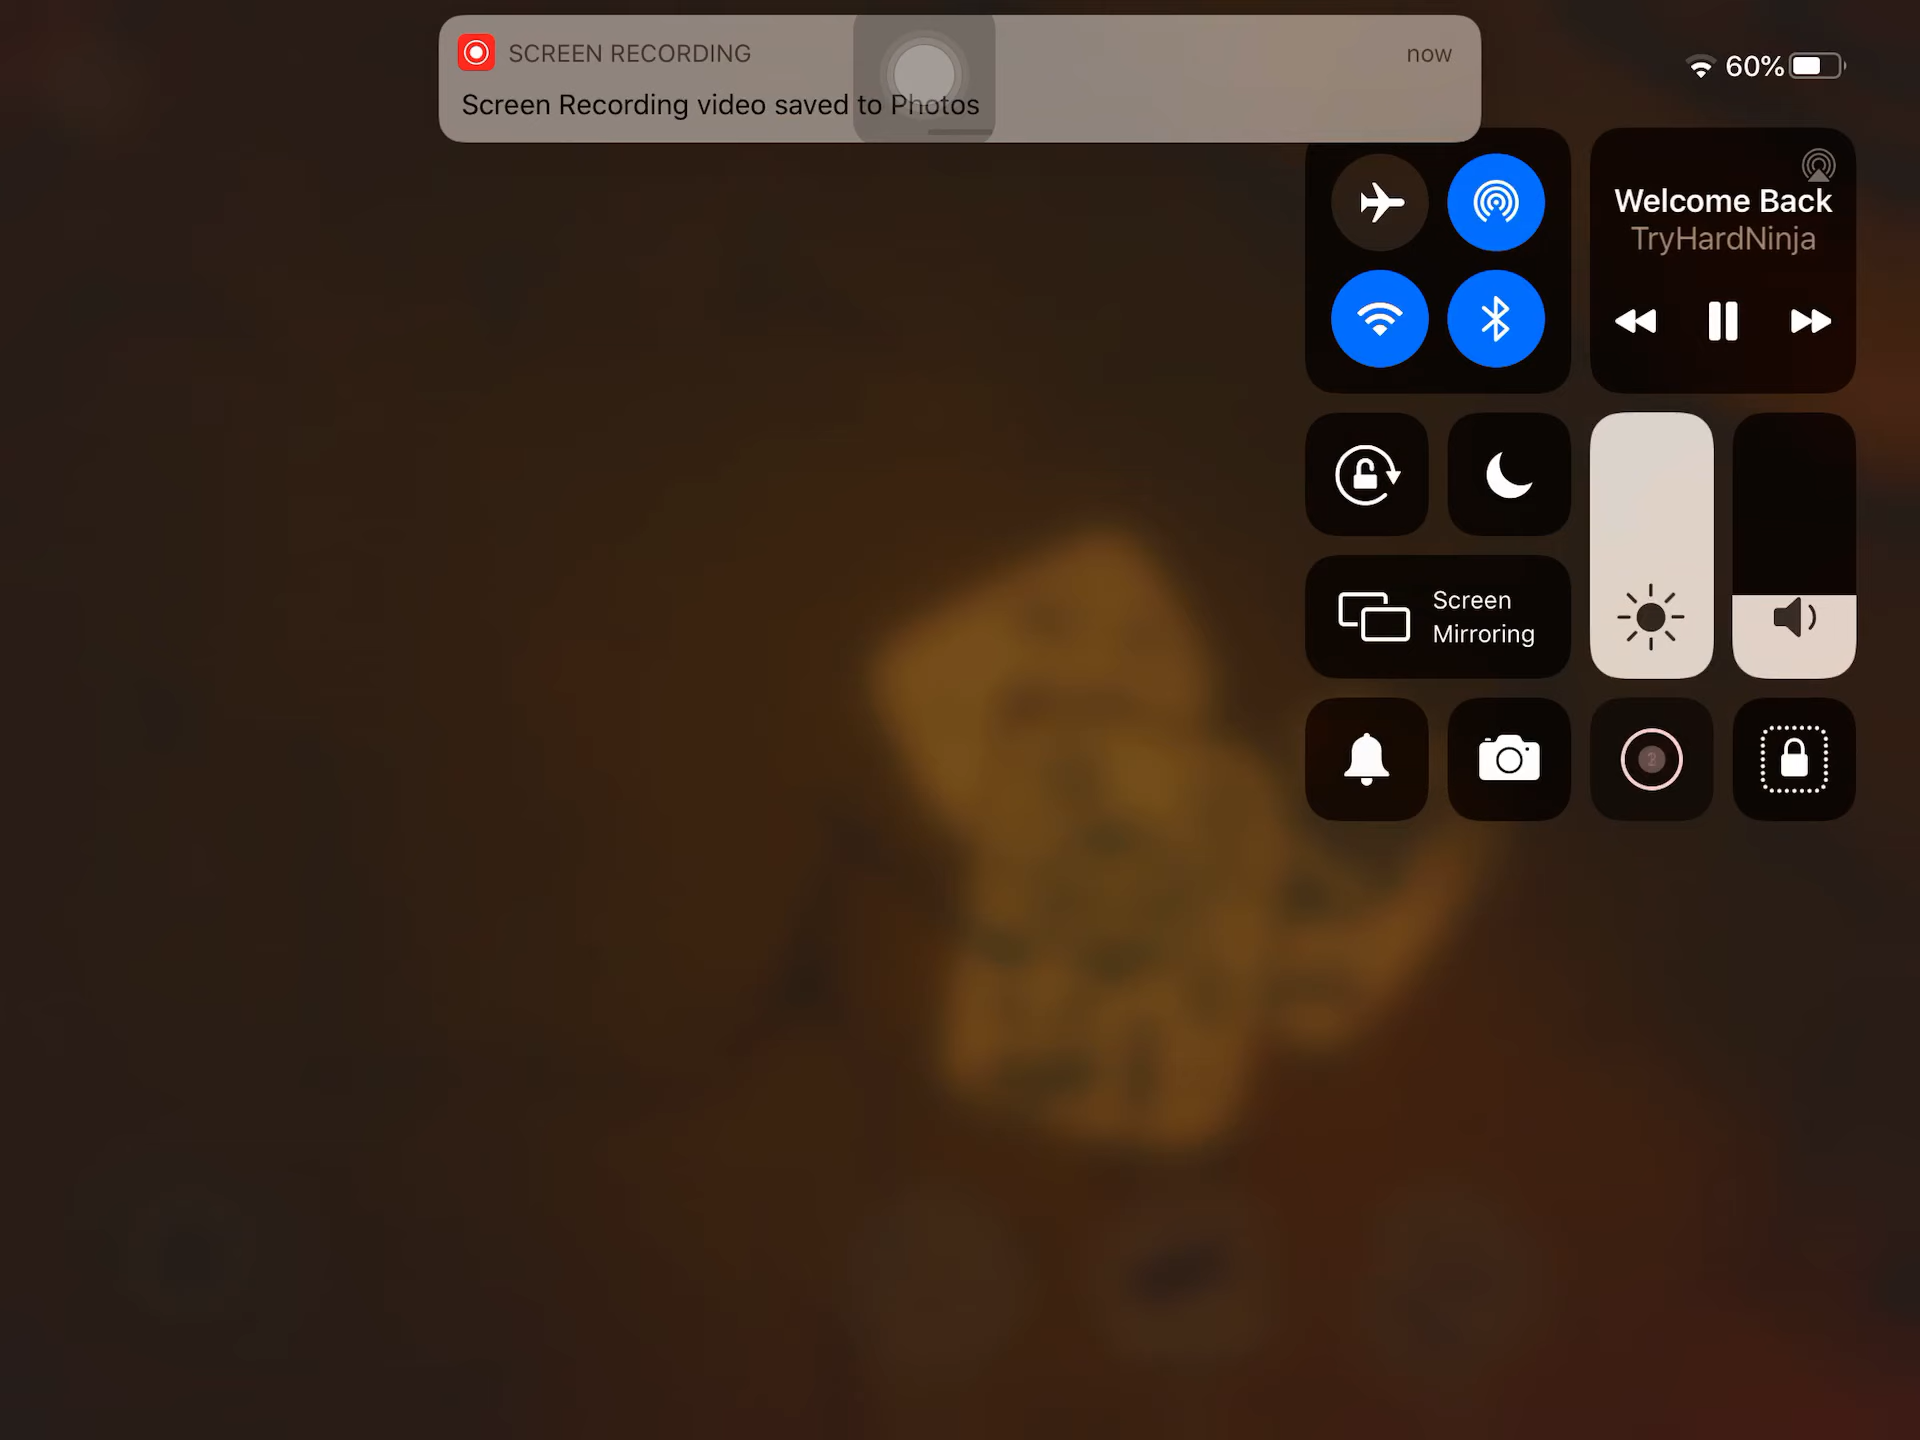 SCREEN RECORDING
now
Screen Recording video saved to Photos
60%
Welcome Back
TryHardNinja
Screen
Mirroring